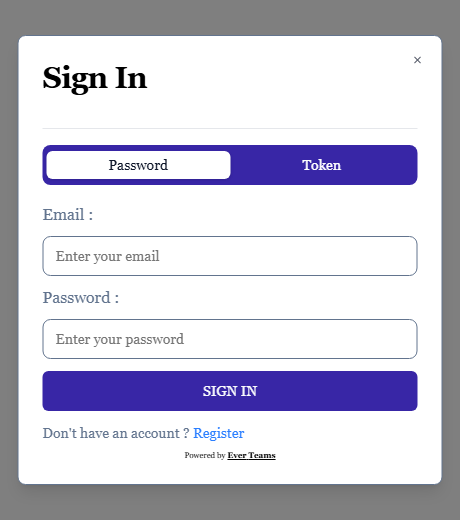 ×
Sign In
Password Token
Email :
Enter your email
Password :
Enter your password
SIGN IN
Don't have an account ? Register
Powered by Ever Teams